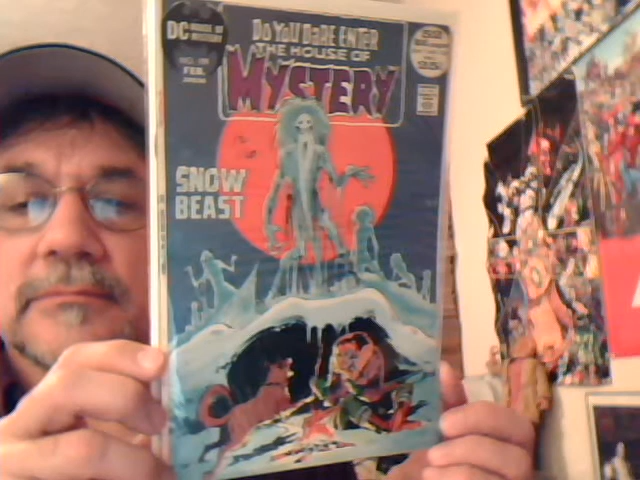 DC
Do You Dare Enter
THE HOUSE OF
MYSTERY
FEB.
SNOW
BEAST